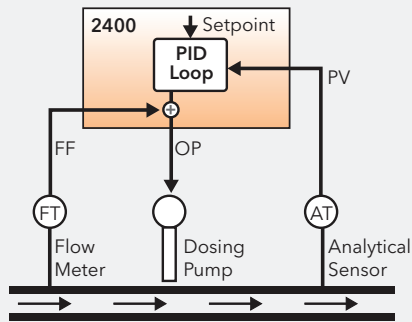 2400
Setpoint
PID
Loop
PV
+
FF
OP
FT
AT
Flow
Meter
Dosing
Pump
Analytical
Sensor